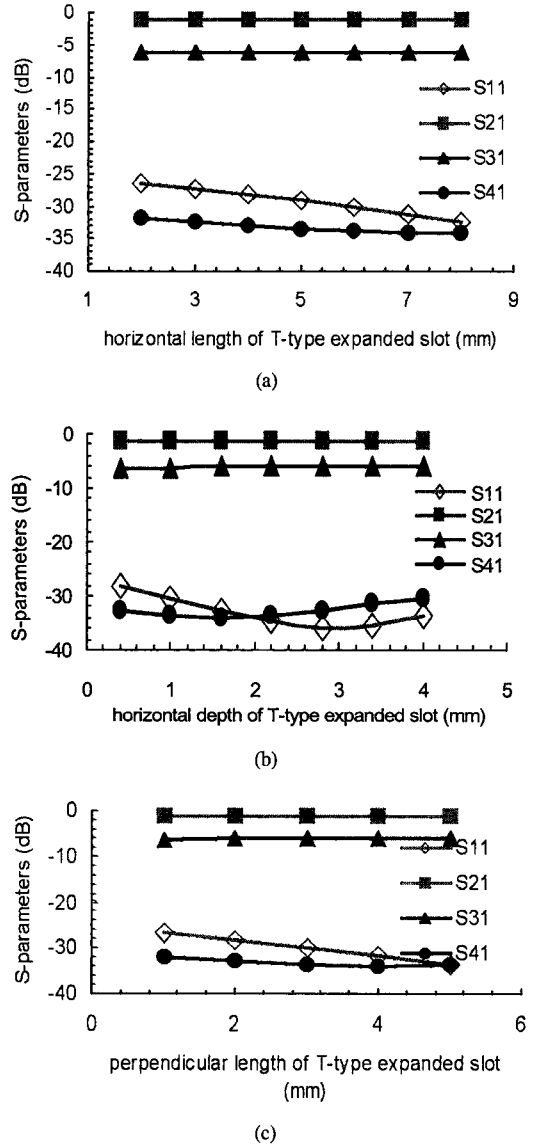 0
-5
-10
-15
-20
-25
-30
-35
-40
S-parameters (dB)
S11
S21
S31
S41
1 3 5 7 9
horizontal length of T-type expanded slot (mm)
(a)
0
-10
-20
-30
-40
S-parameters (dB)
S11
S21
S31
S41
0 1 2 3 4 5
horizontal depth of T-type expanded slot (mm)
(b)
0
-10
-20
-30
-40
S-parameters (dB)
S11
S21
S31
S41
0 2 4 6
perpendicular length of T-type expanded slot
(mm)
(c)